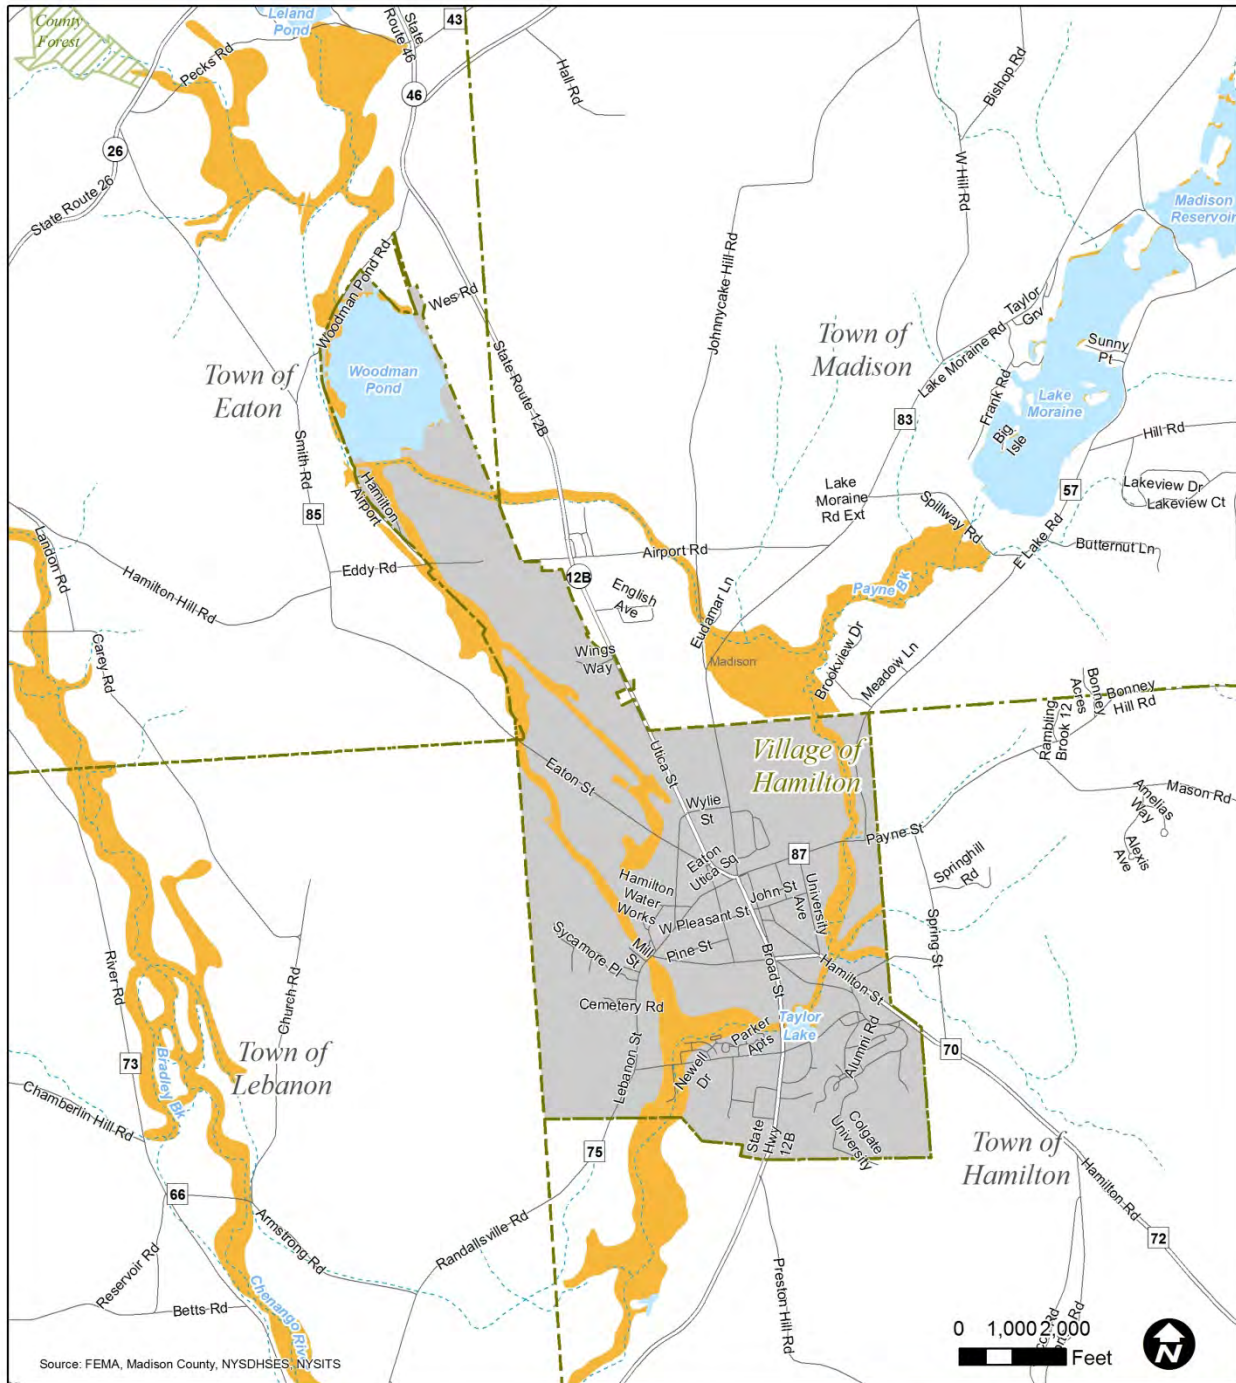 County
Forest
Leland
Pond
State
Route 46
43
Pecks Rd
46
Hall Rd
Bishop Rd
26
State Route 26
W Hill Rd
Madison
Reservoir
Woodman Pond Rd
Wes Rd
Johnnycake Hill Rd
Taylor
Grv
Town of
Madison
Lake Moraine Rd
Sunny
Pt
Woodman
Pond
Town of
Eaton
State Route 12B
Frank Rd
Lake
Moraine
83
Big
Isle
Hill Rd
Smith Rd
Hamilton
Airport
Lake
Moraine
Rd Ext
57
Lakeview Dr
Lakeview Ct
85
Spillway Rd
E Lake Rd
Landon Rd
Airport Rd
Butternut Ln
Eddy Rd
12B
Hamilton Hill Rd
English
Ave
Eudamar Ln
Payne Bk
Carey Rd
Wings
Way
Madison
Brookview Dr
Meadow Ln
Bonney
Acres
Bonney
Hill Rd
Rambling
Brook 12
Utica St
Village of
Hamilton
Eaton St
Amelias
Way
Mason Rd
Wylie
St
Payne St
Alexis
Ave
Eaton
Utica Sq
87
Springhill
Rd
Hamilton
Water
Works
John St
University
Ave
W Pleasant St
Spring St
Sycamore Pl
Mill
St
Pine St
Broad St
Hamilton St
River Rd
Church Rd
Cemetery Rd
Taylor
Lake
Parker
Apts
Alumni Rd
70
Town of
Lebanon
73
Bradley Bk
Lebanon St
Newell
Dr
Chamberlin Hill Rd
State
Hwy
12B
Colgate
University
Town of
Hamilton
75
66
Hamilton Rd
Armstrong Rd
Randallsville Rd
72
Reservoir Rd
Betts Rd
Chenango River
Preston Hill Rd
0 1,000 2,000
Feet
N
Source: FEMA, Madison County, NYSDHSES, NYSITS